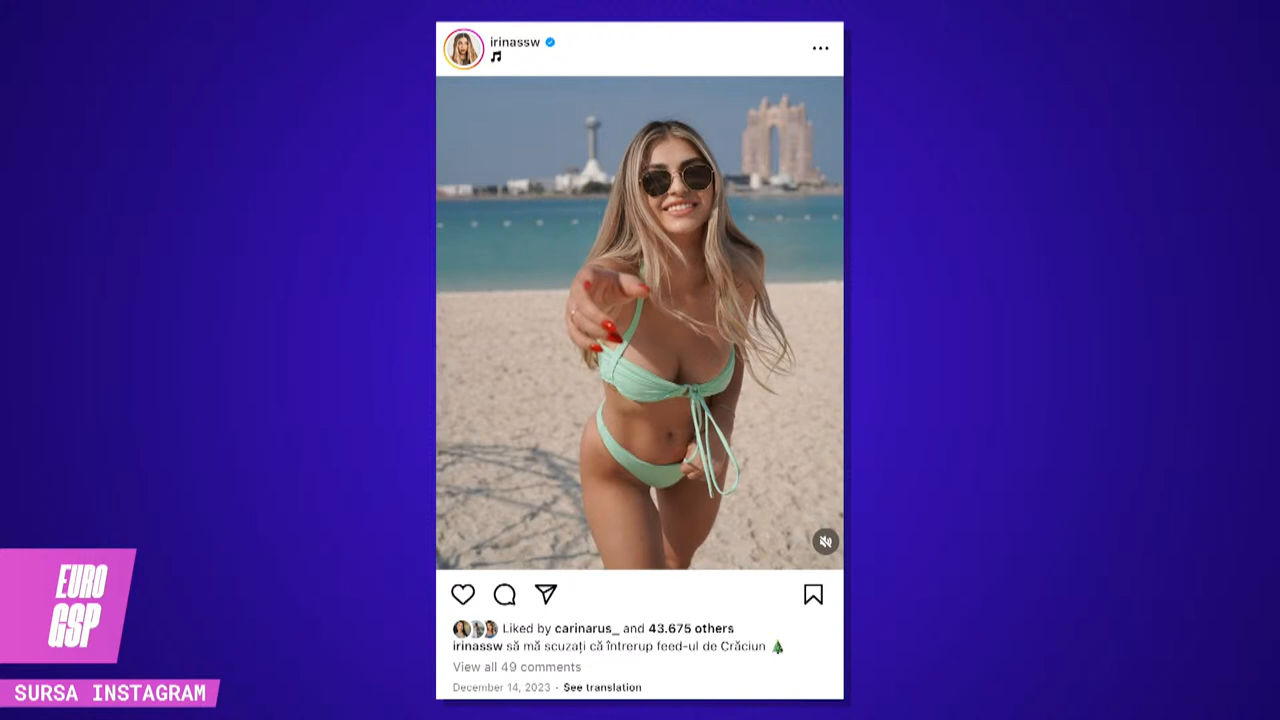 irinassw
Liked by carinarus_ and 43.675 others
irinassw să mă scuzați că întrerup feed-ul de Crăciun
View all 49 comments
December 14, 2023 · See translation
EURO
GSP
SURSA INSTAGRAM